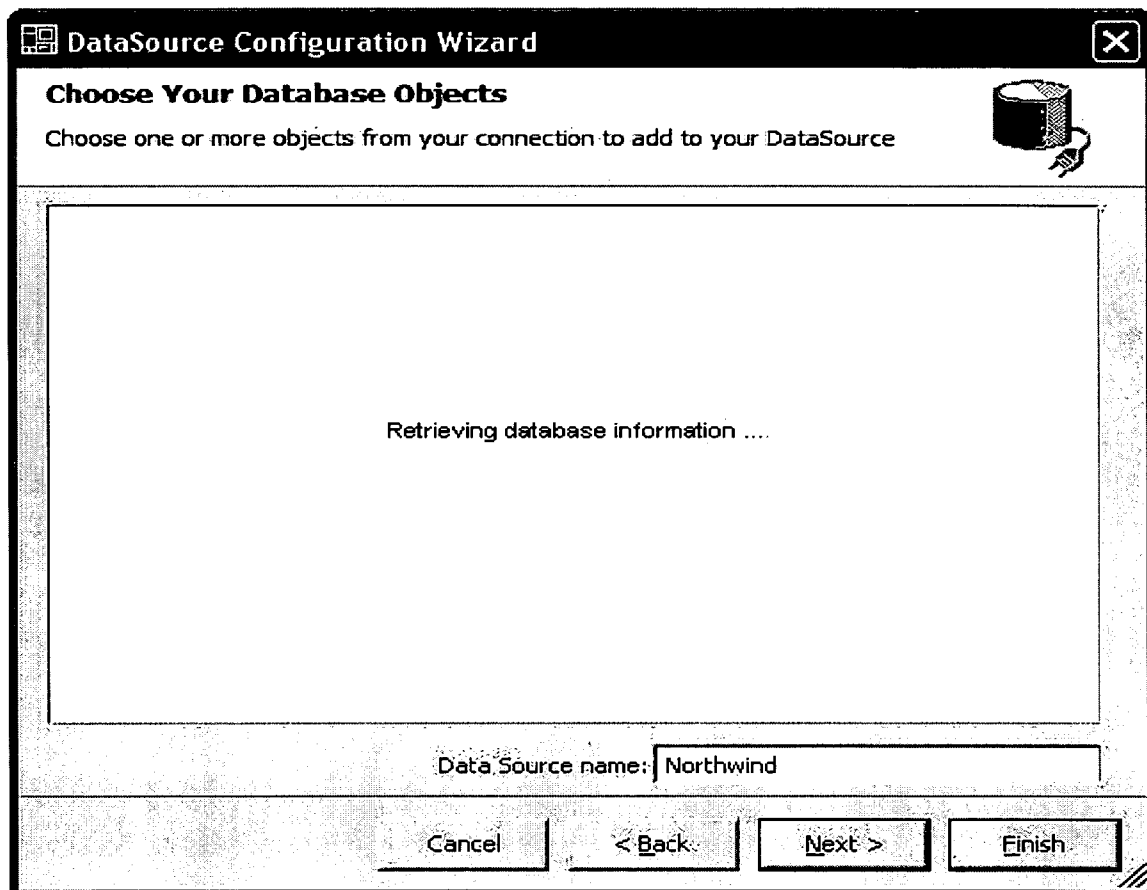 DataSource Configuration Wizard
Choose Your Database Objects
Choose one or more objects from your connection to add to your DataSource
Retrieving database information ....
Data Source name: Northwind
Cancel < Back Next > Finish